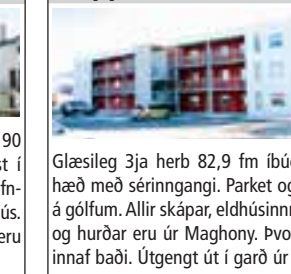 90
st í
fn-
ús.
eru
Glæsileg 3ja herb 82,9 fm íbúð
hæð með sérinngangi. Parket og
á gólfum. Allir skápar, eldhúsinn
og hurðar eru úr Maghony. Þvo
innaf baði. Útgengt út í garð úr